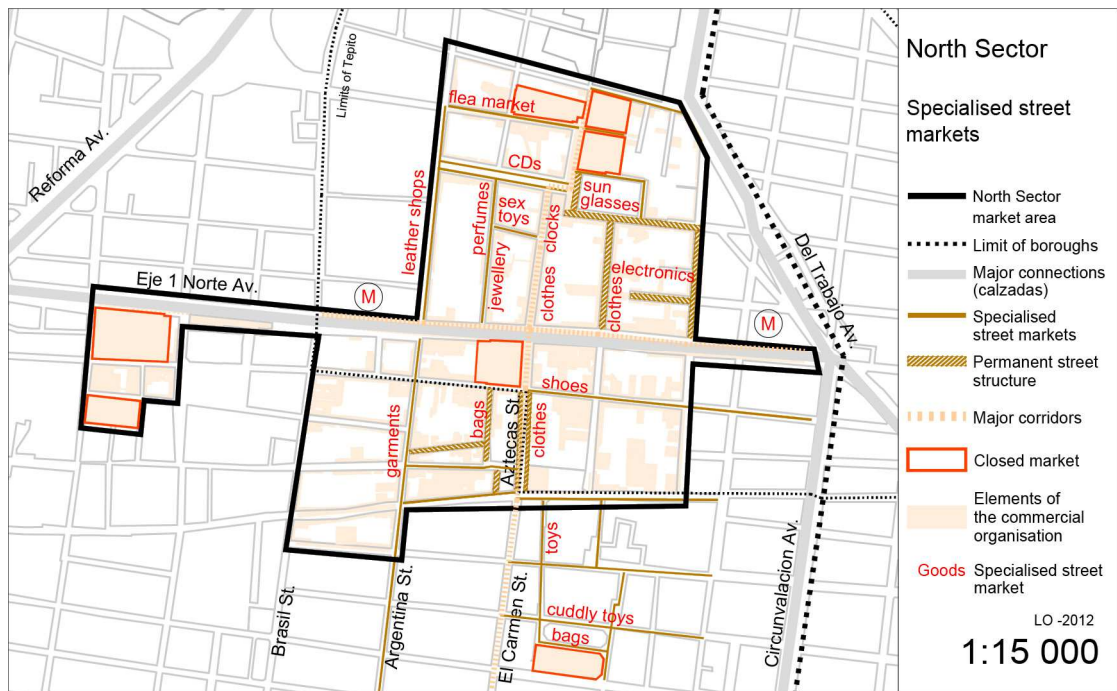 Limits of Tepito
Reforma Av.
flea market
CDs
sun
glasses
leather shops
perfumes
sex
toys
clocks
jewellery
clothes
clothes
electronics
Del Trabajo Av.
Eje 1 Norte Av.
M
M
shoes
garments
bags
Aztecas St.
clothes
toys
cuddly toys
bags
Brasil St.
Argentina St.
El Carmen St.
Circunvalacion Av.
North Sector
Specialised street
markets
North Sector
market area
Limit of boroughs
Major connections
(calzadas)
Specialised
street markets
Permanent street
structure
Major corridors
Closed market
Elements of
the commercial
organisation
Goods
Specialised street
market
LO -2012
1:15 000